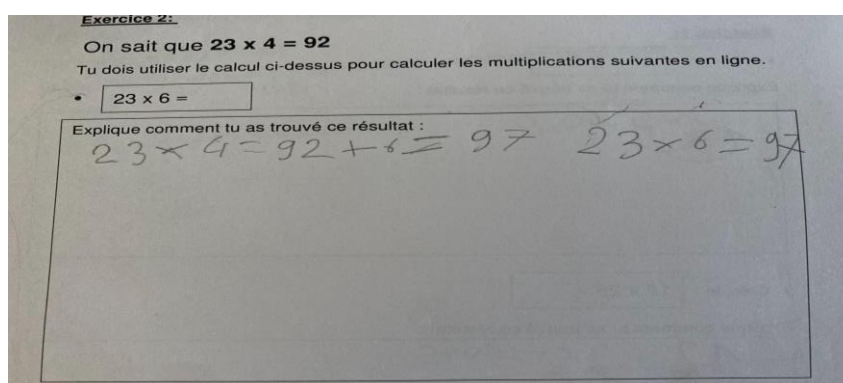 Exercice 2:
On sait que 23 x 4 = 92
Tu dois utiliser le calcul ci-dessus pour calculer les multiplications suivantes en ligne.
• 23 x 6 =
Explique comment tu as trouvé ce résultat :
23 × 4 = 92 + 6 = 97 23 × 6 = 97